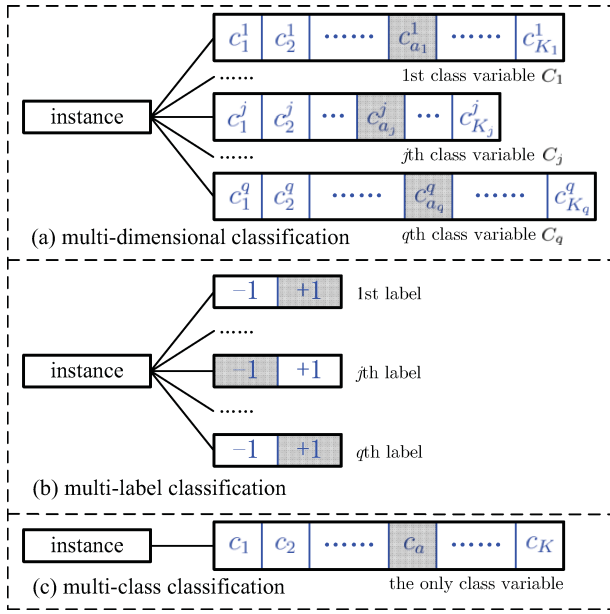 c_1^1 c_2^1 ······ c_{a_1}^1 ······ c_{K_1}^1
1st class variable C_1
······
instance
c_1^j c_2^j ··· c_{a_j}^j ··· c_{K_j}^j
······
jth class variable C_j
c_1^q c_2^q ······ c_{a_q}^q ······ c_{K_q}^q
(a) multi-dimensional classification
qth class variable C_q
−1 +1 1st label
······
instance
−1 +1 jth label
······
−1 +1 qth label
(b) multi-label classification
instance
c_1 c_2 ······ c_a ······ c_K
(c) multi-class classification
the only class variable